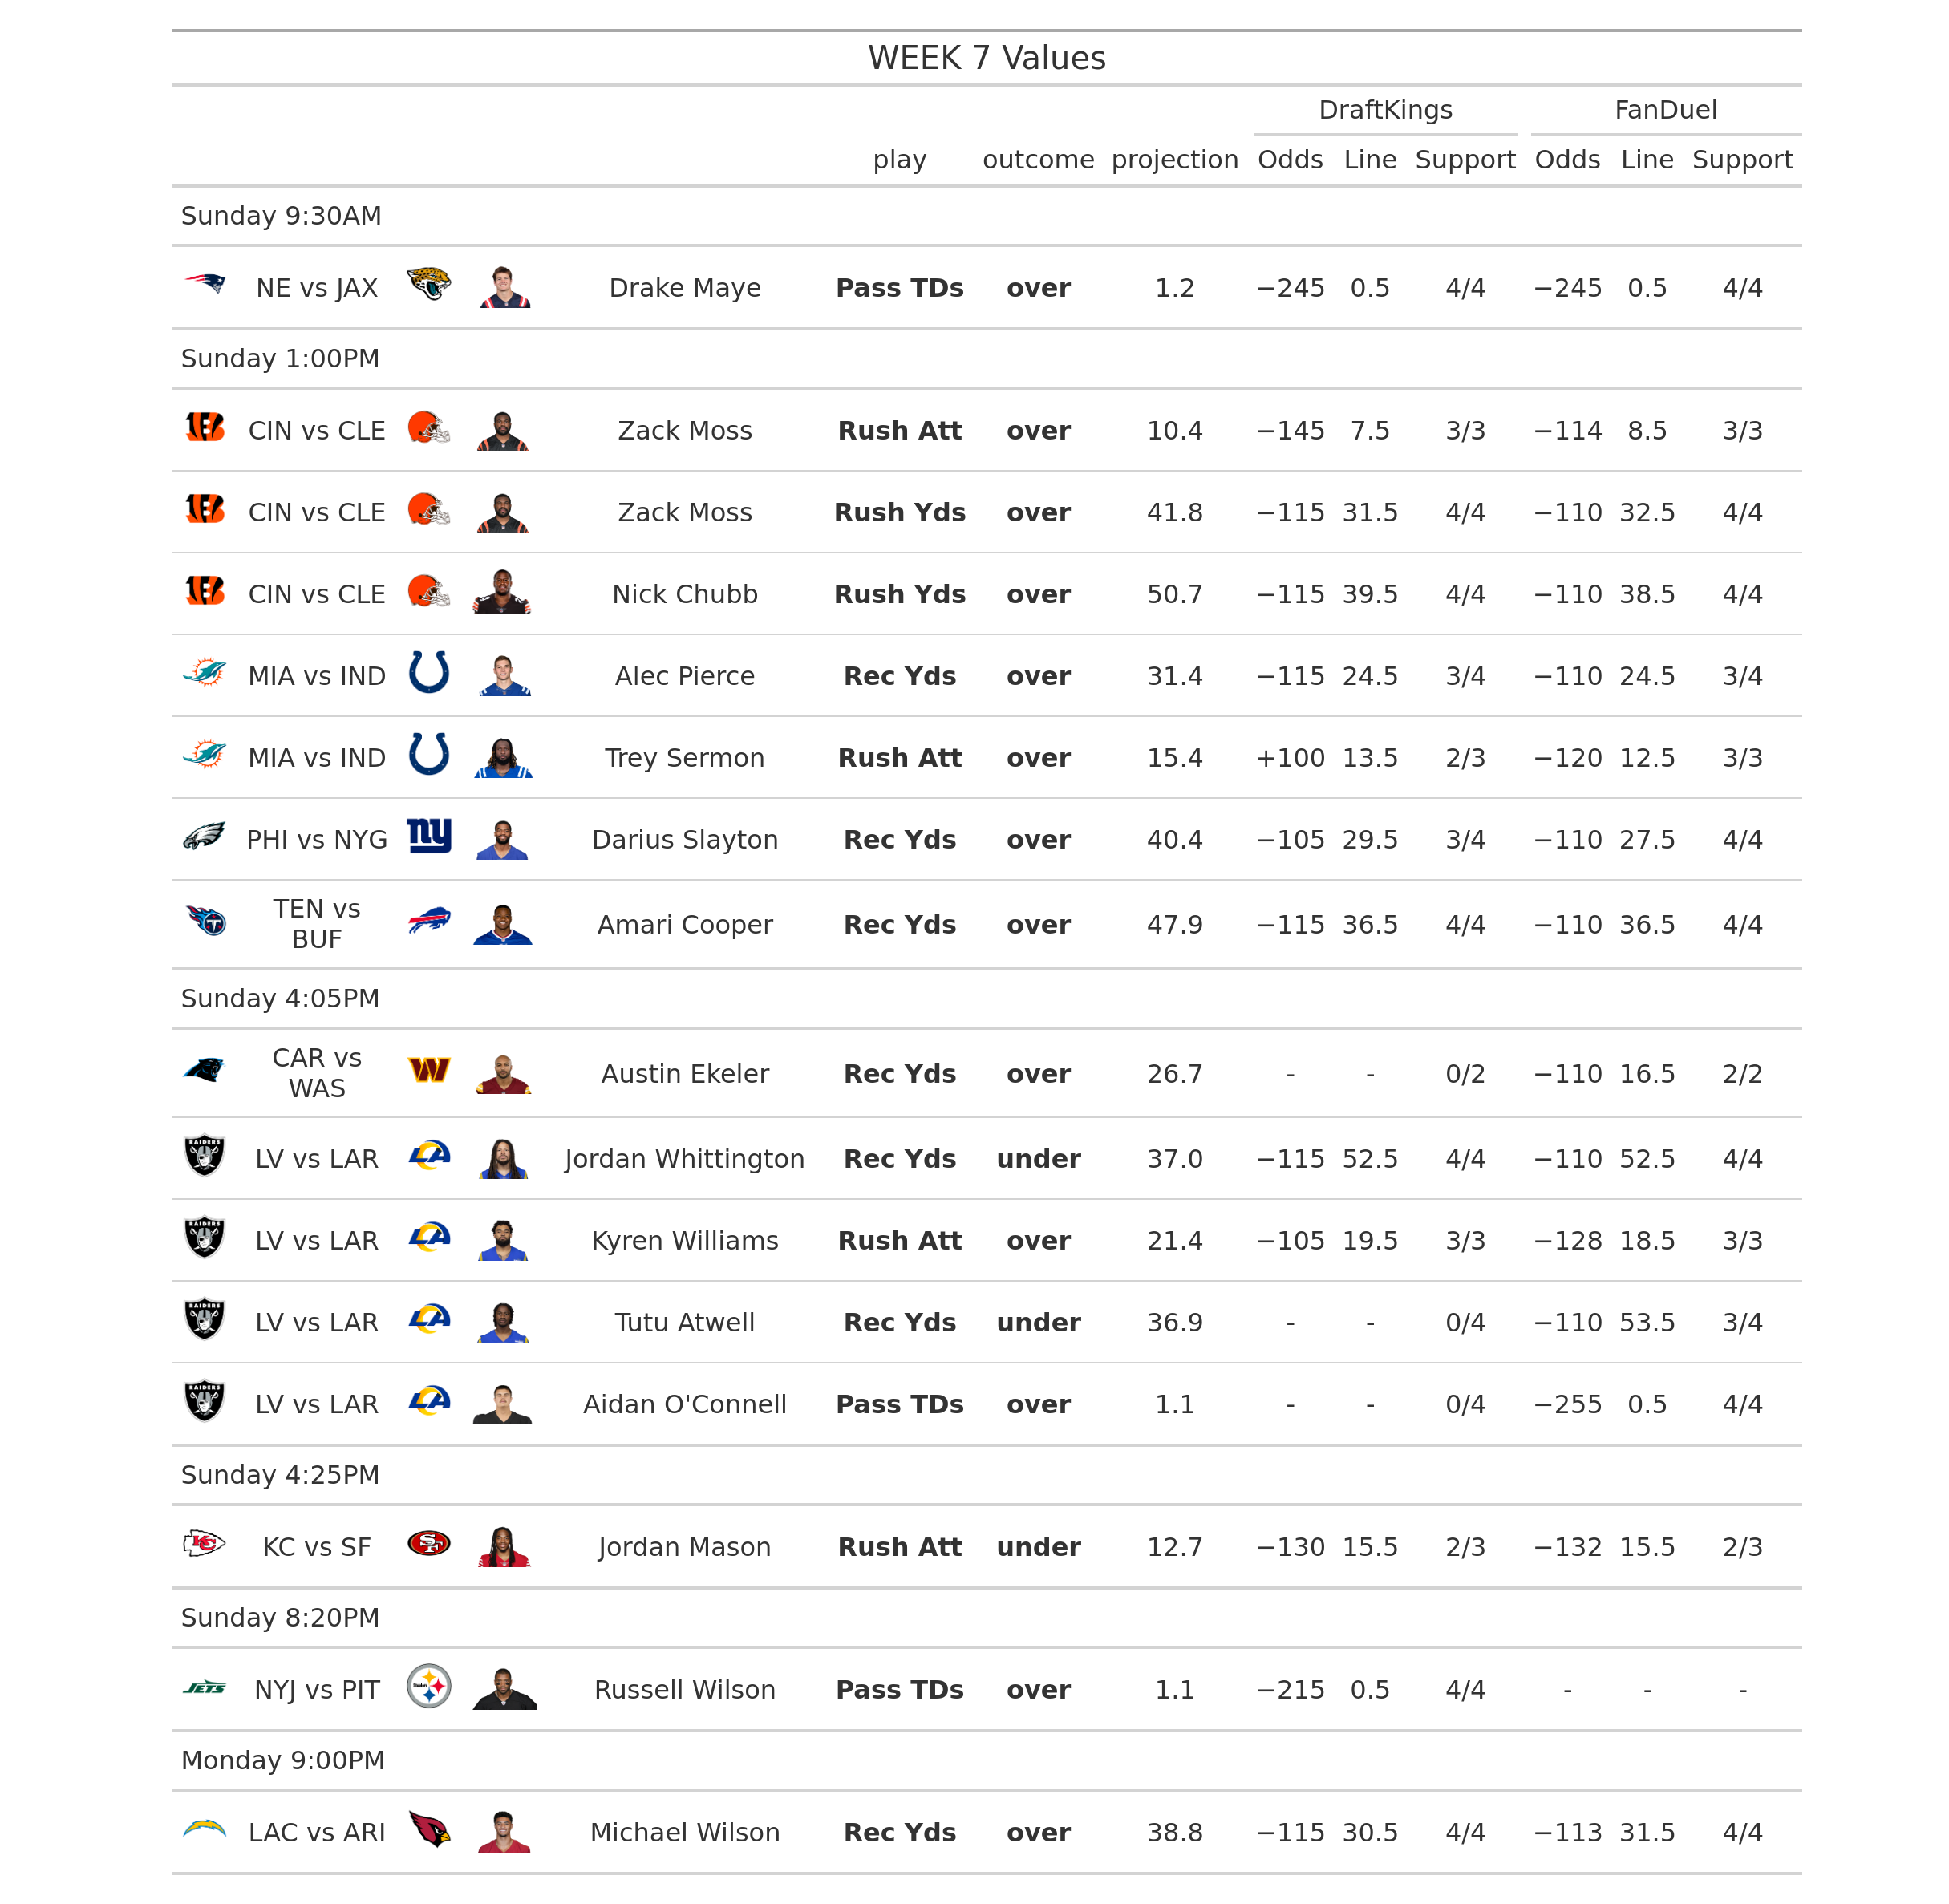 WEEK 7 Values
DraftKings FanDuel
play outcome projection Odds Line Support Odds Line Support
Sunday 9:30AM
NE vs JAX Drake Maye Pass TDs over 1.2 −245 0.5 4/4 −245 0.5 4/4
Sunday 1:00PM
CIN vs CLE Zack Moss Rush Att over 10.4 −145 7.5 3/3 −114 8.5 3/3
CIN vs CLE Zack Moss Rush Yds over 41.8 −115 31.5 4/4 −110 32.5 4/4
CIN vs CLE Nick Chubb Rush Yds over 50.7 −115 39.5 4/4 −110 38.5 4/4
MIA vs IND Alec Pierce Rec Yds over 31.4 −115 24.5 3/4 −110 24.5 3/4
MIA vs IND Trey Sermon Rush Att over 15.4 +100 13.5 2/3 −120 12.5 3/3
PHI vs NYG ny Darius Slayton Rec Yds over 40.4 −105 29.5 3/4 −110 27.5 4/4
TEN vs
BUF Amari Cooper Rec Yds over 47.9 −115 36.5 4/4 −110 36.5 4/4
Sunday 4:05PM
CAR vs
WAS W Austin Ekeler Rec Yds over 26.7 - - 0/2 −110 16.5 2/2
RAIDERS LV vs LAR LA Jordan Whittington Rec Yds under 37.0 −115 52.5 4/4 −110 52.5 4/4
RAIDERS LV vs LAR LA Kyren Williams Rush Att over 21.4 −105 19.5 3/3 −128 18.5 3/3
RAIDERS LV vs LAR LA Tutu Atwell Rec Yds under 36.9 - - 0/4 −110 53.5 3/4
RAIDERS LV vs LAR LA Aidan O'Connell Pass TDs over 1.1 - - 0/4 −255 0.5 4/4
Sunday 4:25PM
KC KC vs SF SF Jordan Mason Rush Att under 12.7 −130 15.5 2/3 −132 15.5 2/3
Sunday 8:20PM
JETS NYJ vs PIT Steelers Russell Wilson Pass TDs over 1.1 −215 0.5 4/4 - - -
Monday 9:00PM
LAC vs ARI Michael Wilson Rec Yds over 38.8 −115 30.5 4/4 −113 31.5 4/4